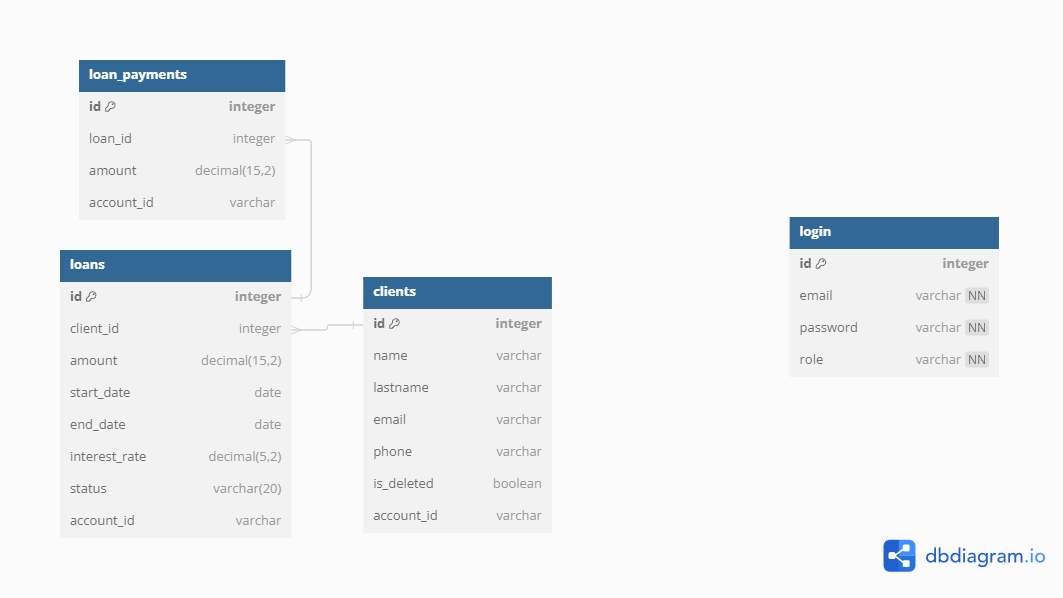 loan_payments
id integer
loan_id integer
amount decimal(15,2)
account_id varchar
loans
id integer
client_id integer
amount decimal(15,2)
start_date date
end_date date
interest_rate decimal(5,2)
status varchar(20)
account_id varchar
clients
id integer
name varchar
lastname varchar
email varchar
phone varchar
is_deleted boolean
account_id varchar
login
id integer
email varchar NN
password varchar NN
role varchar NN
dbdiagram.io